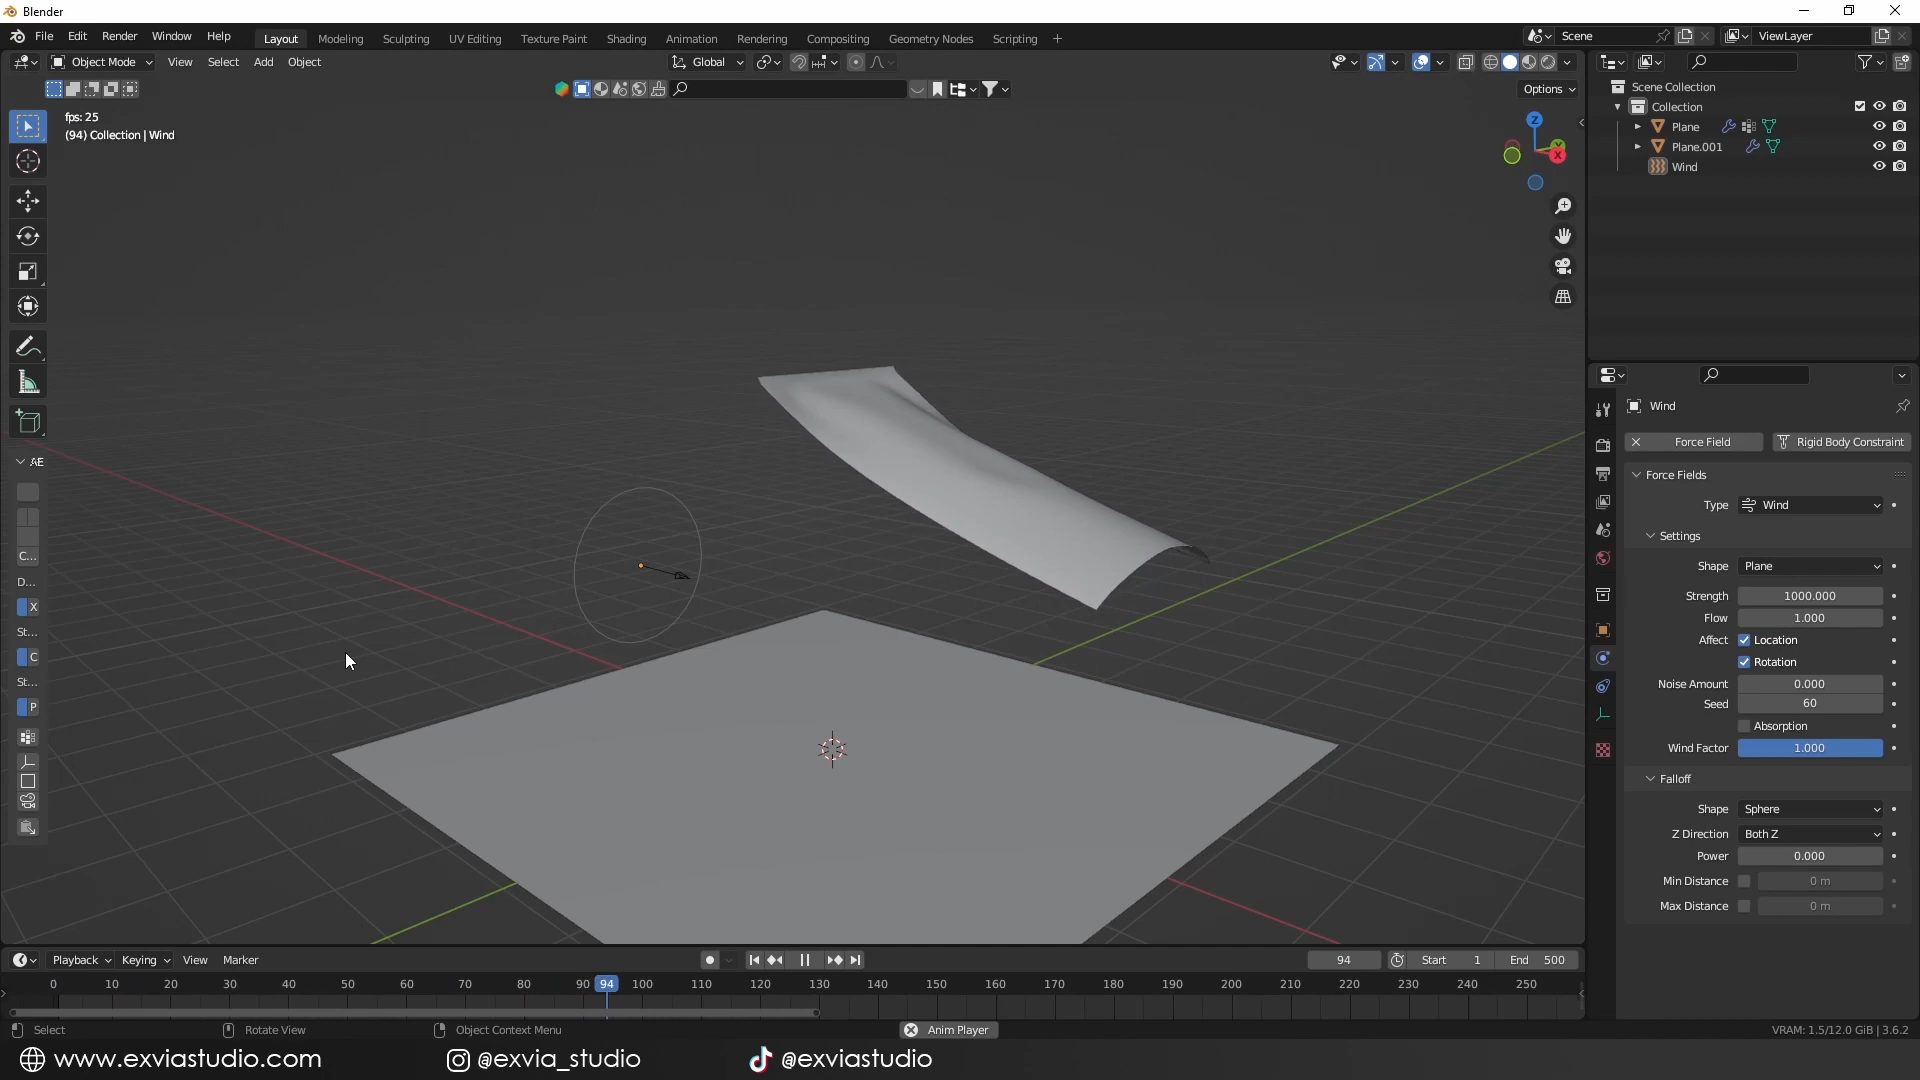 Blender
File Edit Render Window Help
Layout Modeling Sculpting UV Editing Texture Paint Shading Animation Rendering Compositing Geometry Nodes Scripting +
Scene ViewLayer
Object Mode View Select Add Object
Global
Options
fps: 25
(94) Collection | Wind
Z
Y
X
AE
C...
D...
X
St...
C
St...
P
Scene Collection
Collection
Plane
Plane.001
Wind
Wind
Force Field Rigid Body Constraint
Force Fields
Type Wind
Settings
Shape Plane
Strength 1000.000
Flow 1.000
Affect Location
Rotation
Noise Amount 0.000
Seed 60
Absorption
Wind Factor 1.000
Falloff
Shape Sphere
Z Direction Both Z
Power 0.000
Min Distance 0 m
Max Distance 0 m
Playback Keying View Marker
94 Start 1 End 500
0 10 20 30 40 50 60 70 80 90 94 100 110 120 130 140 150 160 170 180 190 200 210 220 230 240 250
Select Rotate View Object Context Menu Anim Player VRAM: 1.5/12.0 GiB | 3.6.2
www.exviastudio.com @exvia_studio @exviastudio